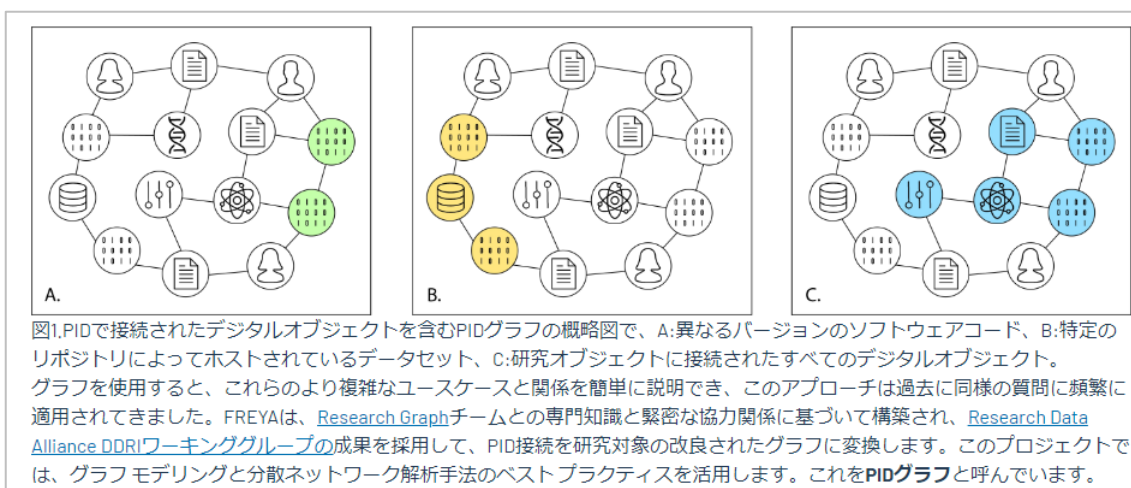 A.
B.
C.
図1.PIDで接続されたデジタルオブジェクトを含むPIDグラフの概略図で、A:異なるバージョンのソフトウェアコード、B:特定の
リポジトリによってホストされているデータセット、C:研究オブジェクトに接続されたすべてのデジタルオブジェクト。
グラフを使用すると、これらのより複雑なユースケースと関係を簡単に説明でき、このアプローチは過去に同様の質問に頻繁に
適用されてきました。FREYAは、Research Graphチームとの専門知識と緊密な協力関係に基づいて構築され、Research Data
Alliance DDRIワーキンググループの成果を採用して、PID接続を研究対象の改良されたグラフに変換します。このプロジェクトで
は、グラフ モデリングと分散ネットワーク解析手法のベスト プラクティスを活用します。これをPIDグラフと呼んでいます。